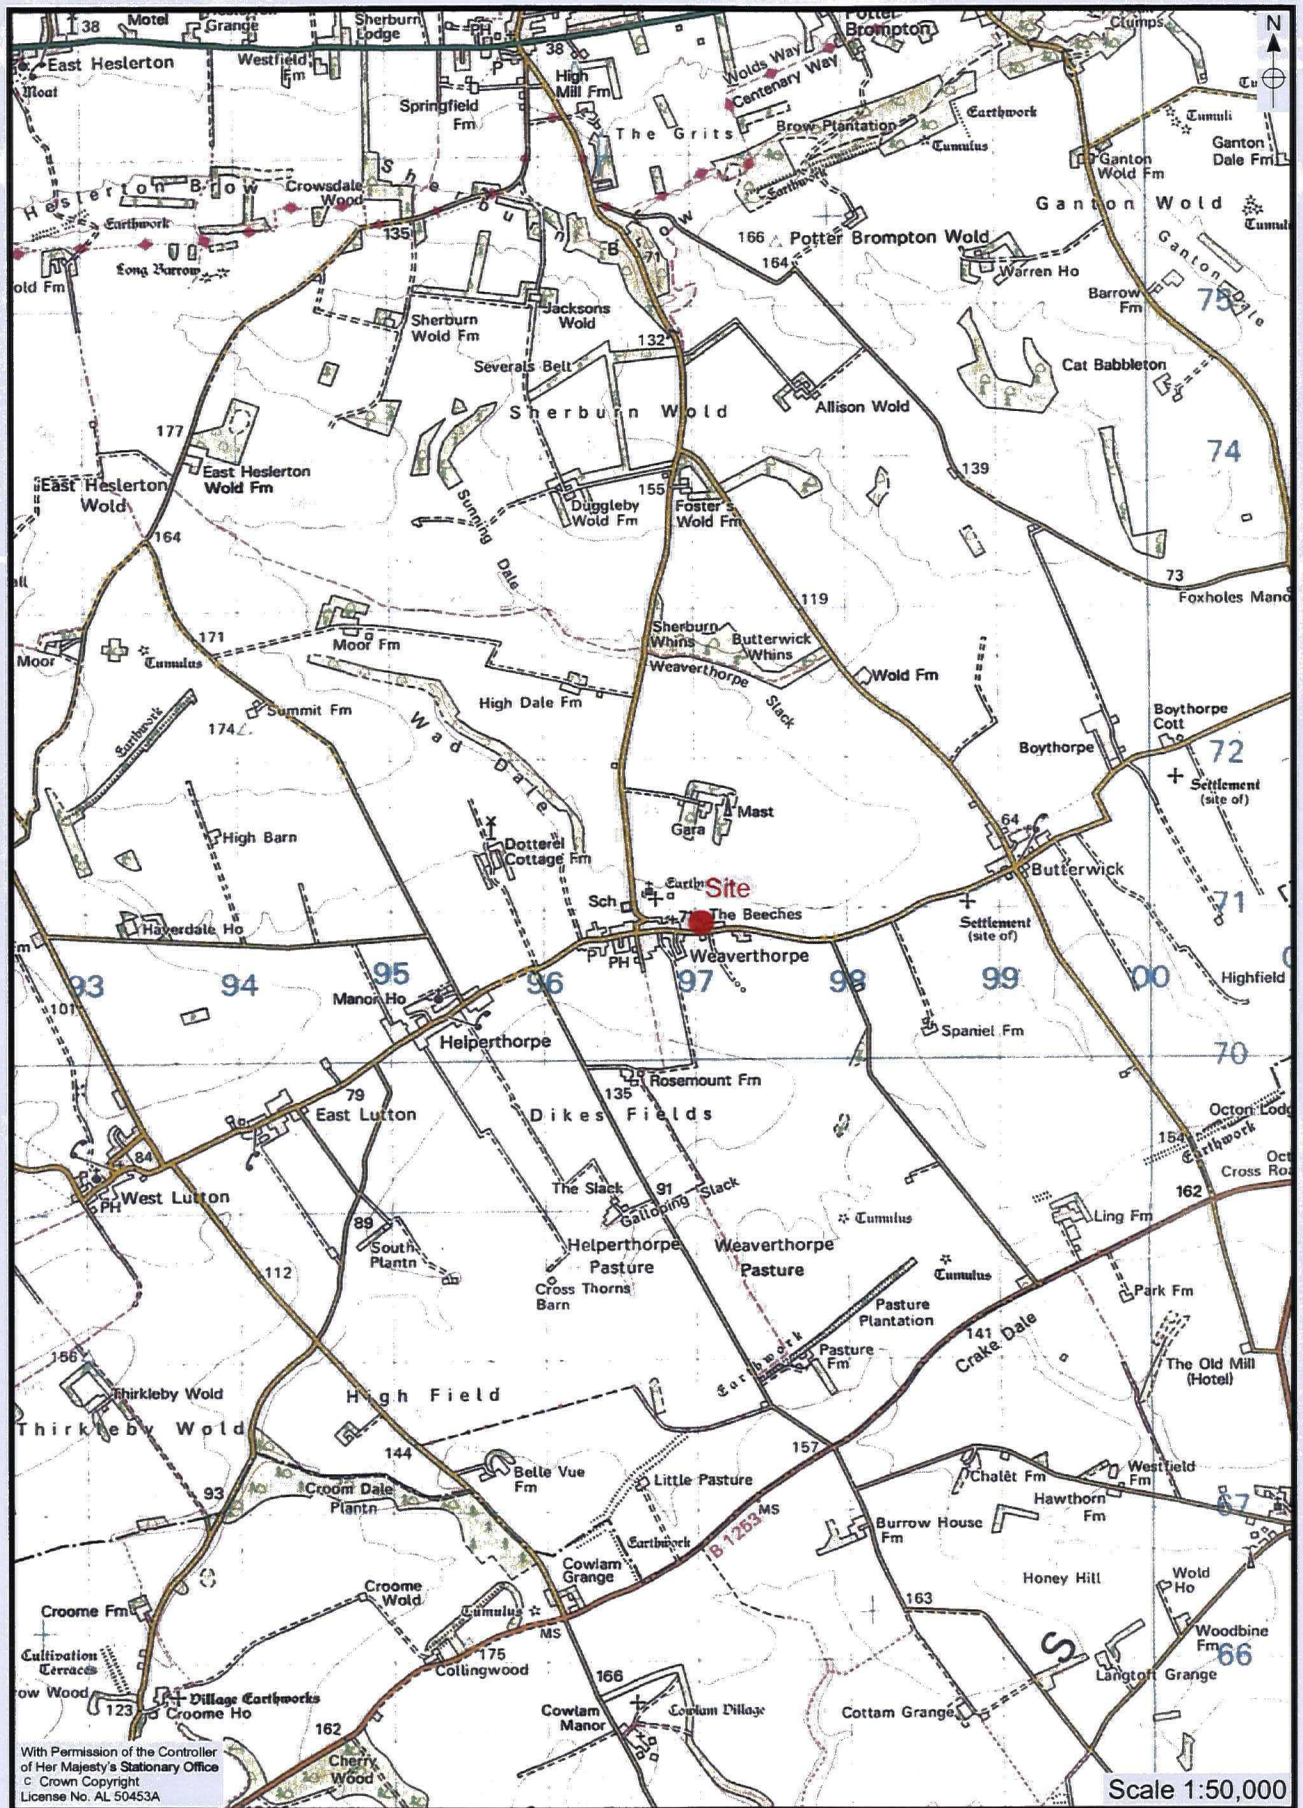 38
Motel
Grange
Sherburn
Lodge
PH
38
Potter
Brompton
Clumps
N
East Heslerton
Moat
Westfield
Fm
P
High
Mill Fm
Wolds Way
Centenary Way
Springfield
Fm
The Grits
Brow Plantation
Earthwork
Tumulus
Tumuli
Ganton
Dale Fm
Ganton
Wold Fm
Heslerton Brow
Crowsdale
Wood
Sherburn Brow
Earthwork
Earthwork
Ganton Wold
135
71
166
Potter Brompton Wold
164
Long Barrow
old Fm
Warren Ho
Ganton Dale
Barrow
Fm
75
Sherburn
Wold Fm
Jacksons
Wold
132
Severals Belt
Cat Babbleton
Allison Wold
Sherburn Wold
177
74
East Heslerton
Wold Fm
139
East Heslerton
Wold
155
Duggleby
Wold Fm
Foster's
Wold Fm
Sunning Dale
164
73
Foxholes Mano
119
171
Moor Fm
Sherburn
Whins
Butterwick
Whins
Moor
Tumulus
Weaverthorpe Slack
Wold Fm
High Dale Fm
Summit Fm
174
Earthwork
Wad Dale
Boythorpe
Cott
Boythorpe
72
Settlement
(site of)
Mast
Gara
64
High Barn
Dotterel
Cottage Fm
Butterwick
Site
Sch
71
The Beeches
71
Haverdale Ho
Settlement
(site of)
PH
Weaverthorpe
93
94
95
96
97
98
99
00
Highfield
Manor Ho
101
Helperthorpe
Spaniel Fm
70
Rosemount Fm
135
79
East Lutton
Dikes Fields
Octon Lodg
154
Earthwork
84
Cross Roa
162
West Lutton
PH
The Slack
91
Galloping Slack
89
South
Plantn
Tumulus
Ling Fm
Helperthorpe
Pasture
Weaverthorpe
Pasture
112
Tumulus
Cross Thorns
Barn
Park Fm
Pasture
Plantation
141
Crake Dale
156
Earthwork
Pasture
Fm
The Old Mill
(Hotel)
Thirkleby Wold
High Field
Thirkleby Wold
144
157
Belle Vue
Fm
Little Pasture
Chalêt Fm
Westfield
Fm
Croom Dale
Plantn
93
Hawthorn
Fm
67
MS
B 1253
Burrow House
Fm
Earthwork
Cowlam
Grange
Honey Hill
Wold
Ho
Croome
Wold
Croome Fm
Tumulus
163
MS
Woodbine
Fm
66
S
Cultivation
Terraces
175
Collingwood
Langtoft Grange
166
row Wood
Village Earthworks
123
Croome Ho
Cowlam
Manor
Cowlam Village
Cottam Grange
162
Cherry
Wood
With Permission of the Controller
of Her Majesty's Stationary Office
© Crown Copyright
License No. AL 50453A
Scale 1:50,000